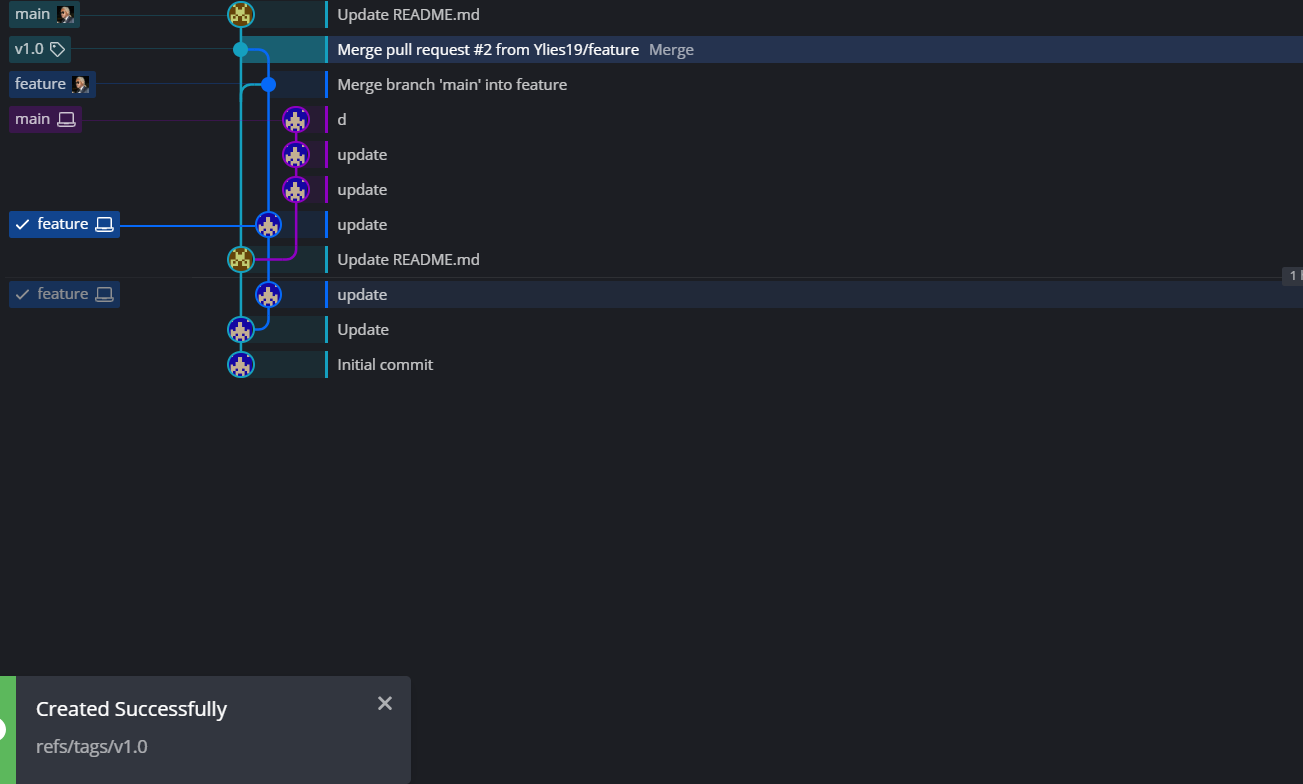 main Update README.md
v1.0 Merge pull request #2 from Ylies19/feature Merge
feature Merge branch 'main' into feature
main d
update
update
feature update
Update README.md
1
feature update
Update
Initial commit
Created Successfully
refs/tags/v1.0